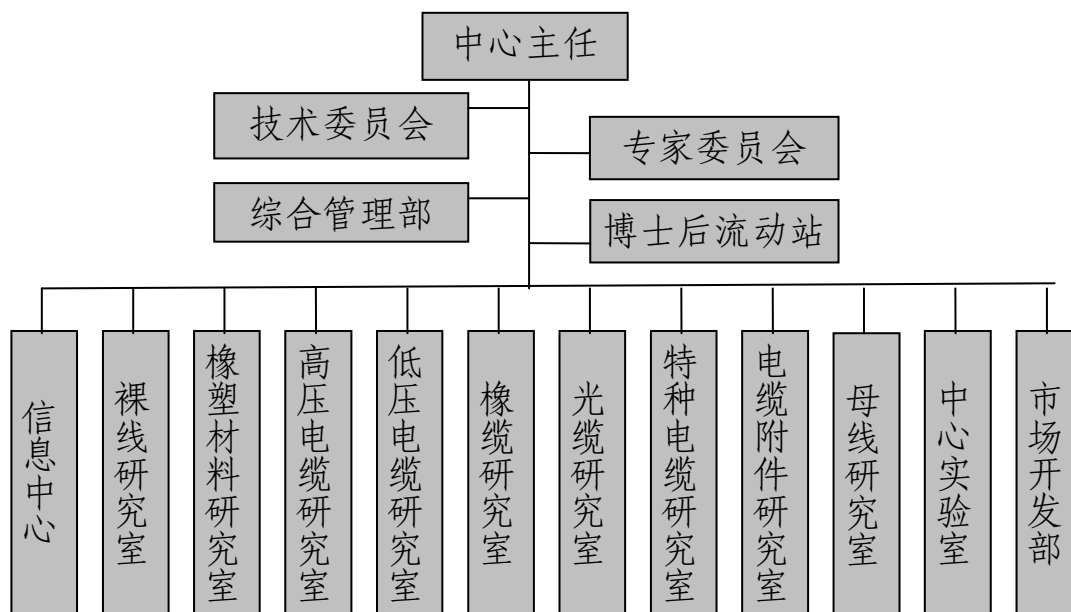 中心主任
技术委员会
专家委员会
综合管理部
博士后流动站
信息中心
裸线研究室
橡塑材料研究室
高压电缆研究室
低压电缆研究室
橡缆研究室
光缆研究室
特种电缆研究室
电缆附件研究室
母线研究室
中心实验室
市场开发部